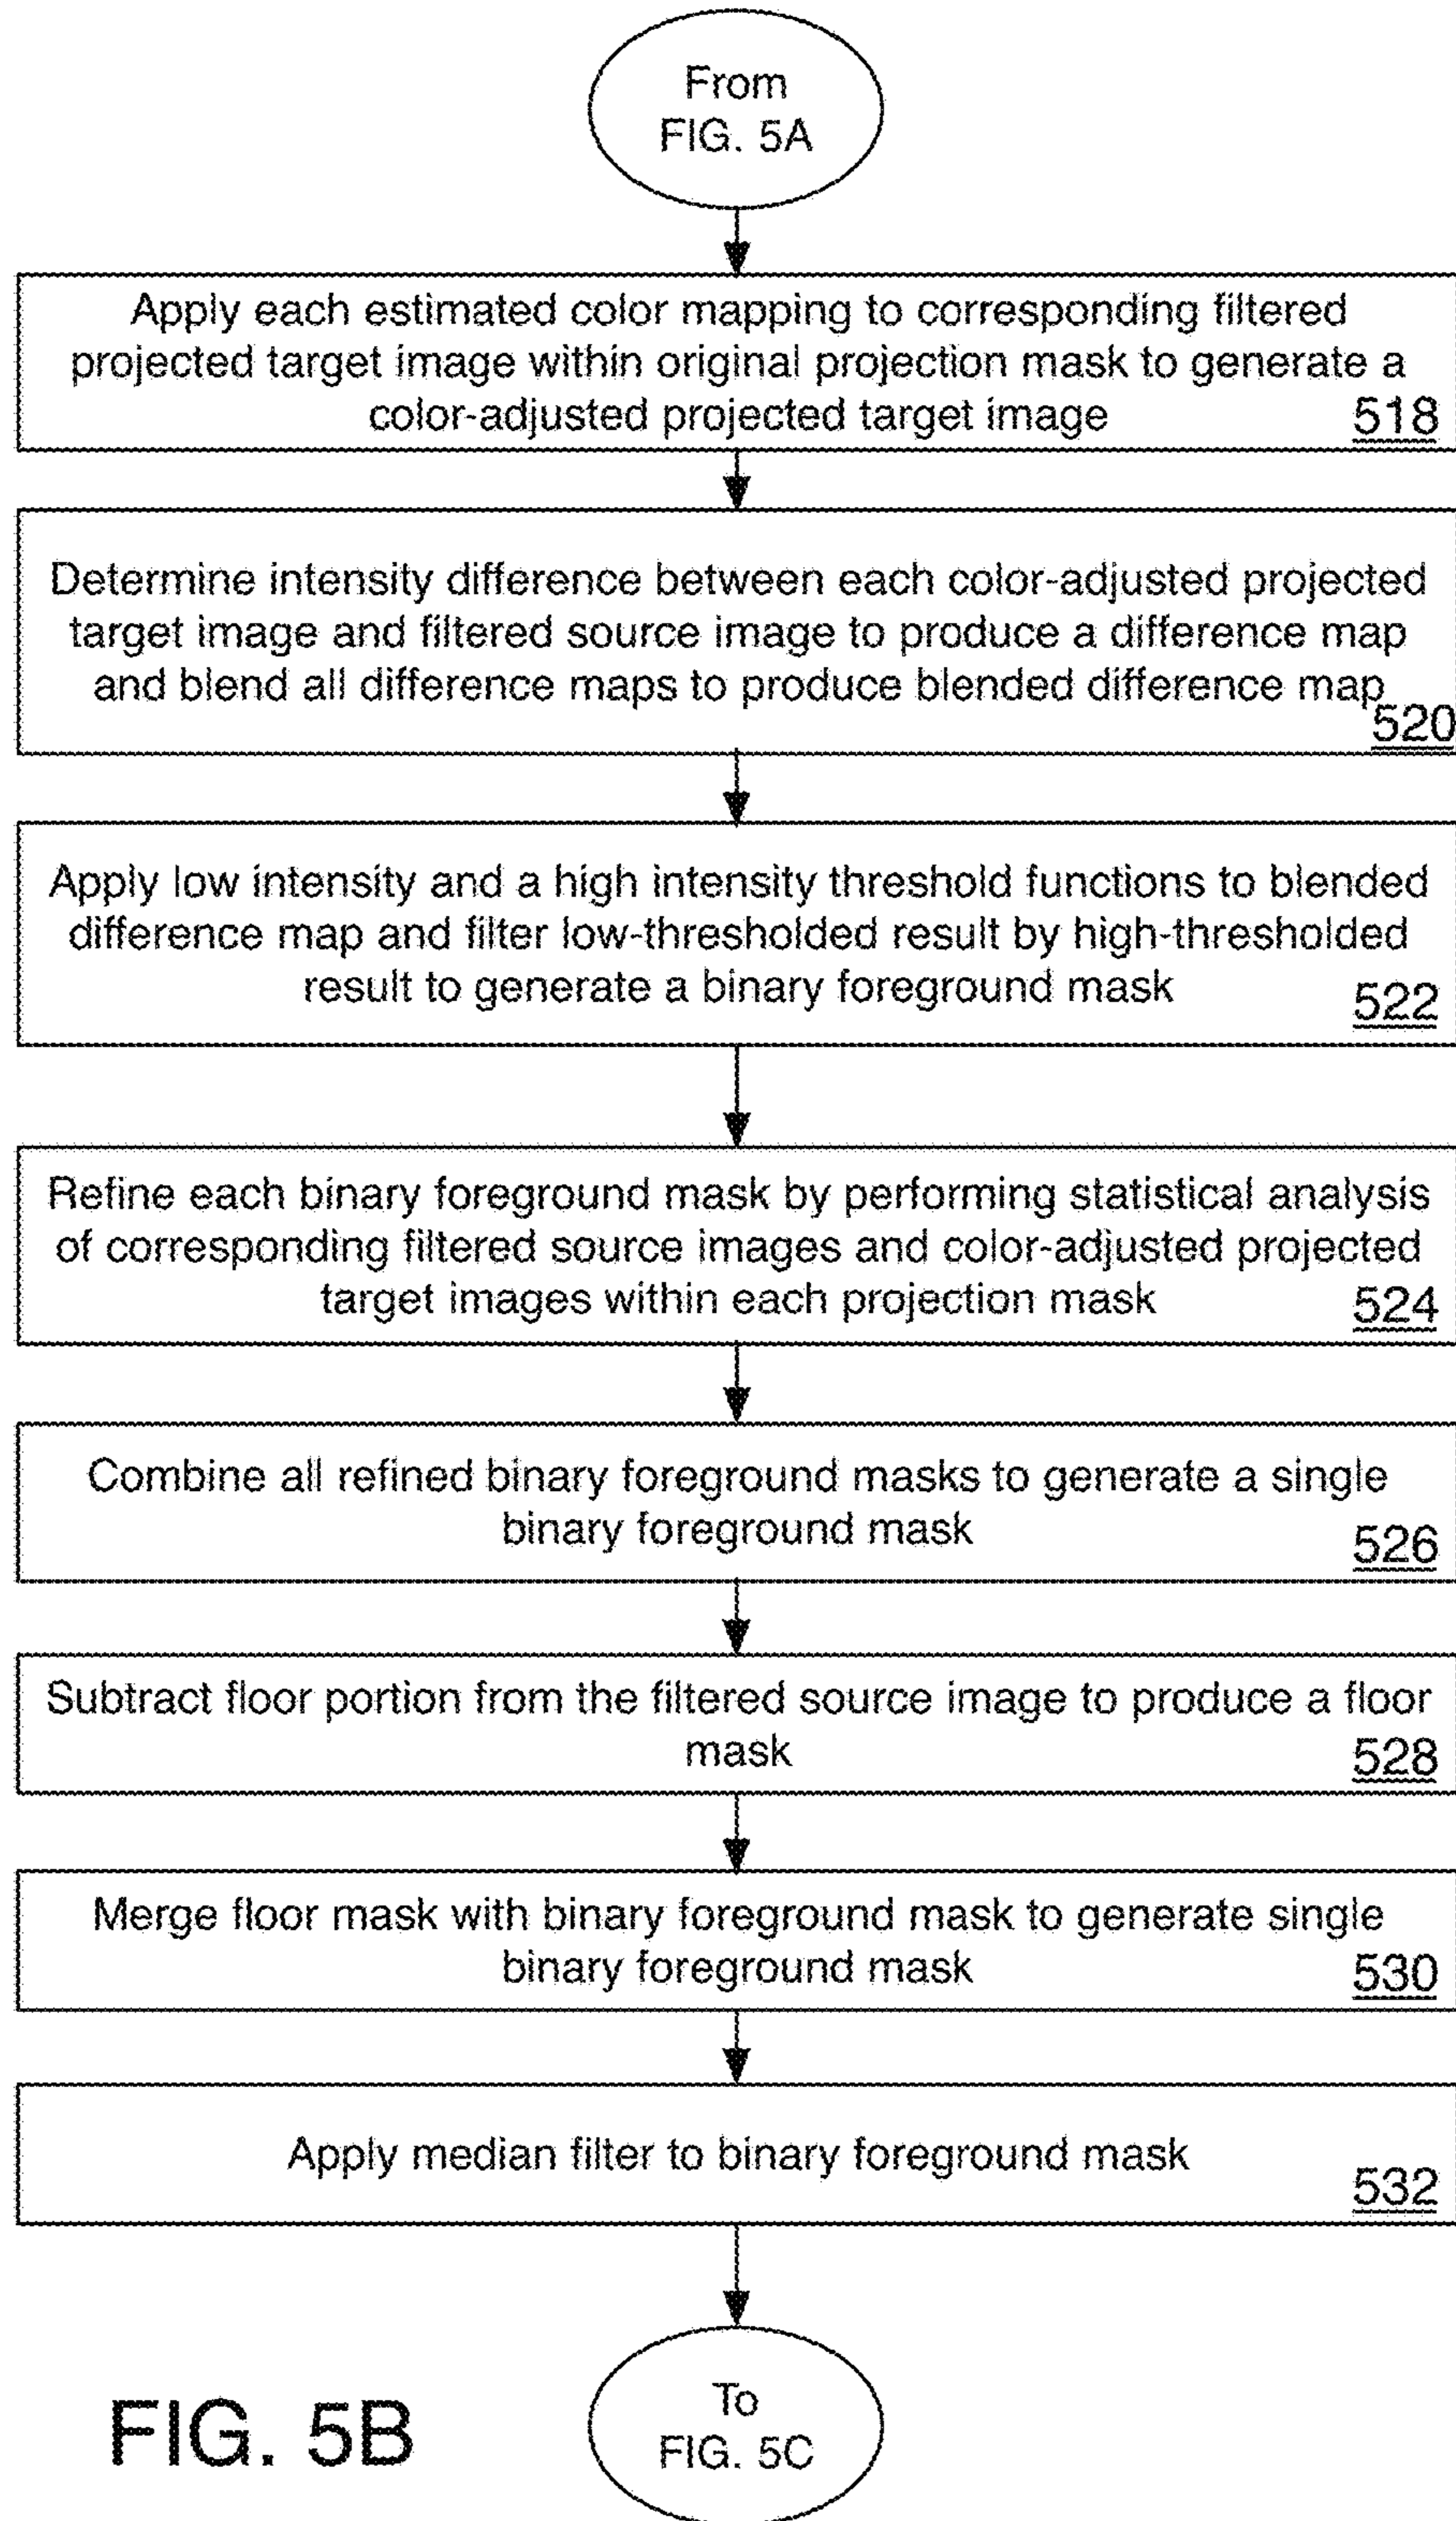 From
FIG. 5A
Apply each estimated color mapping to corresponding filtered
projected target image within original projection mask to generate a
color-adjusted projected target image
518
Determine intensity difference between each color-adjusted projected
target image and filtered source image to produce a difference map
and blend all difference maps to produce blended difference map
520
Apply low intensity and a high intensity threshold functions to blended
difference map and filter low-thresholded result by high-thresholded
result to generate a binary foreground mask
522
Refine each binary foreground mask by performing statistical analysis
of corresponding filtered source images and color-adjusted projected
target images within each projection mask
524
Combine all refined binary foreground masks to generate a single
binary foreground mask
526
Subtract floor portion from the filtered source image to produce a floor
mask
528
Merge floor mask with binary foreground mask to generate single
binary foreground mask
530
Apply median filter to binary foreground mask
532
To
FIG. 5C
FIG. 5B